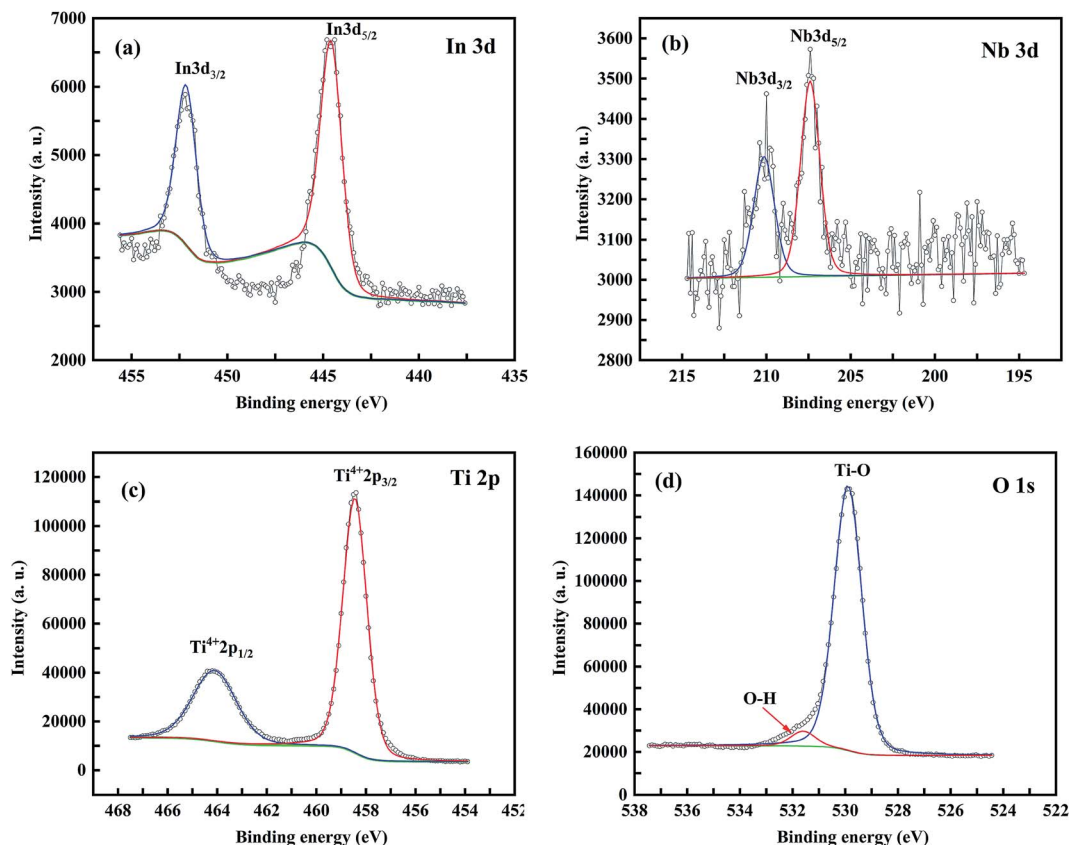 (a)
In3d5/2
In 3d
In3d3/2
Intensity (a. u.)
7000
6000
5000
4000
3000
2000
455
450
445
440
435
Binding energy (eV)
(b)
Nb3d5/2
Nb 3d
Nb3d3/2
Intensity (a. u.)
3600
3500
3400
3300
3200
3100
3000
2900
2800
215
210
205
200
195
Binding energy (eV)
(c)
Ti4+2p3/2
Ti 2p
Ti4+2p1/2
Intensity (a. u.)
120000
100000
80000
60000
40000
20000
0
468
466
464
462
460
458
456
454
452
Binding energy (eV)
(d)
Ti-O
O 1s
O-H
Intensity (a. u.)
160000
140000
120000
100000
80000
60000
40000
20000
0
538
536
534
532
530
528
526
524
522
Binding energy (eV)